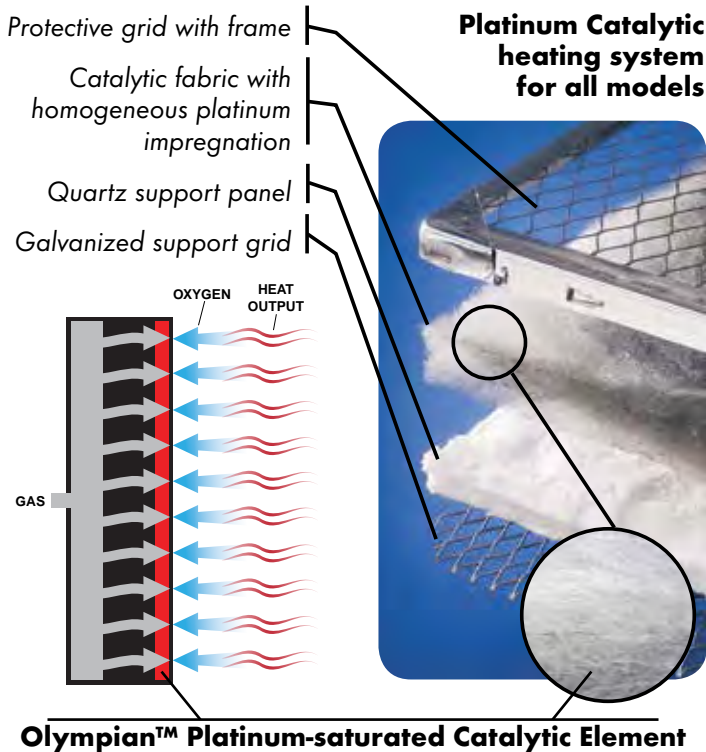 Protective grid with frame
Platinum Catalytic
heating system
for all models
Catalytic fabric with
homogeneous platinum
impregnation
Quartz support panel
Galvanized support grid
OXYGEN
HEAT
OUTPUT
GAS
Olympian™ Platinum-saturated Catalytic Element